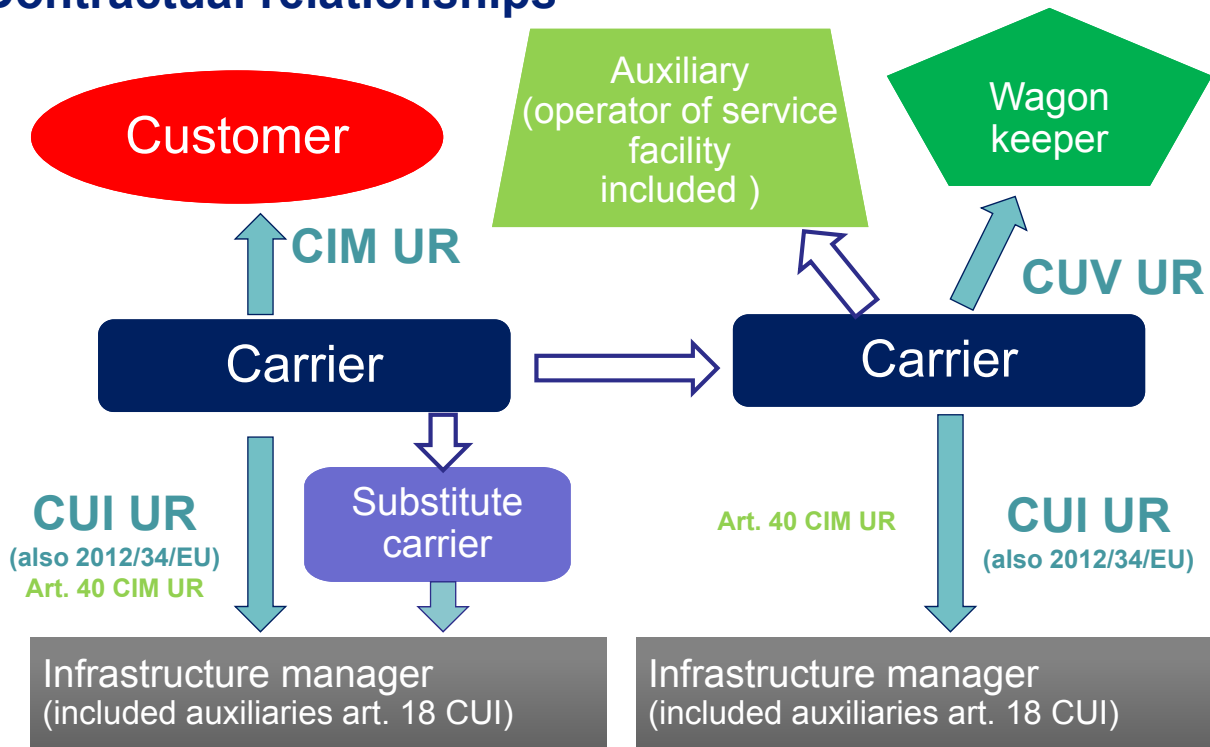 Contractual relationships
Customer
Auxiliary
(operator of service
facility
included )
Wagon
keeper
CIM UR
CUV UR
Carrier
Carrier
CUI UR
(also 2012/34/EU)
Art. 40 CIM UR
Substitute
carrier
Art. 40 CIM UR
CUI UR
(also 2012/34/EU)
Infrastructure manager
(included auxiliaries art. 18 CUI)
Infrastructure manager
(included auxiliaries art. 18 CUI)